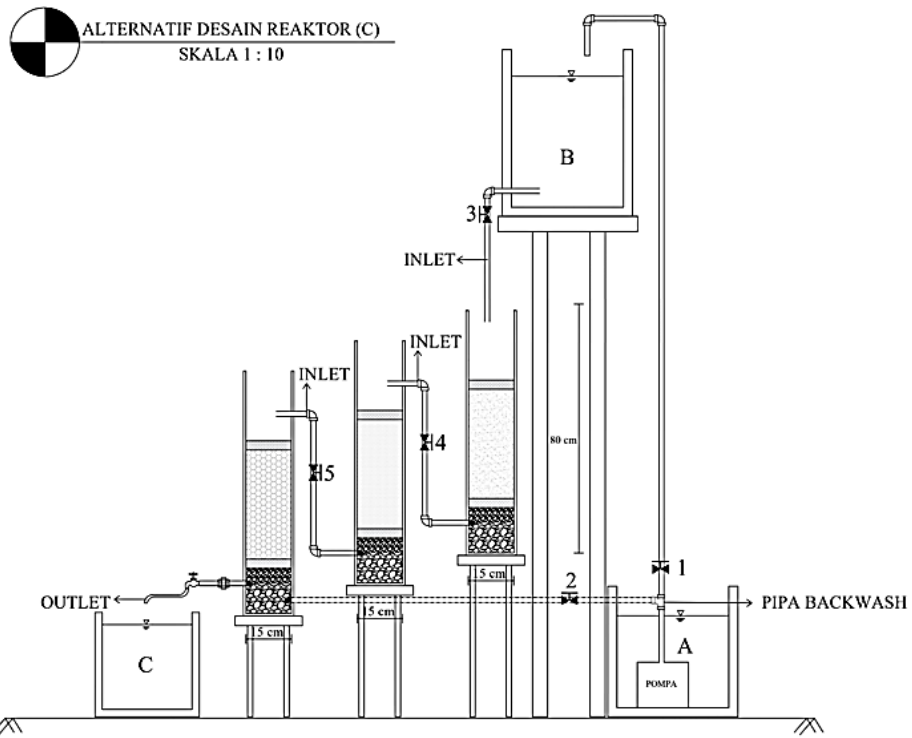 ALTERNATIF DESAIN REAKTOR (C)
SKALA 1 : 10
B
3
INLET
INLET
INLET
4
5
80 cm
15 cm
15 cm
15 cm
1
2
OUTLET
PIPA BACKWASH
A
C
POMPA